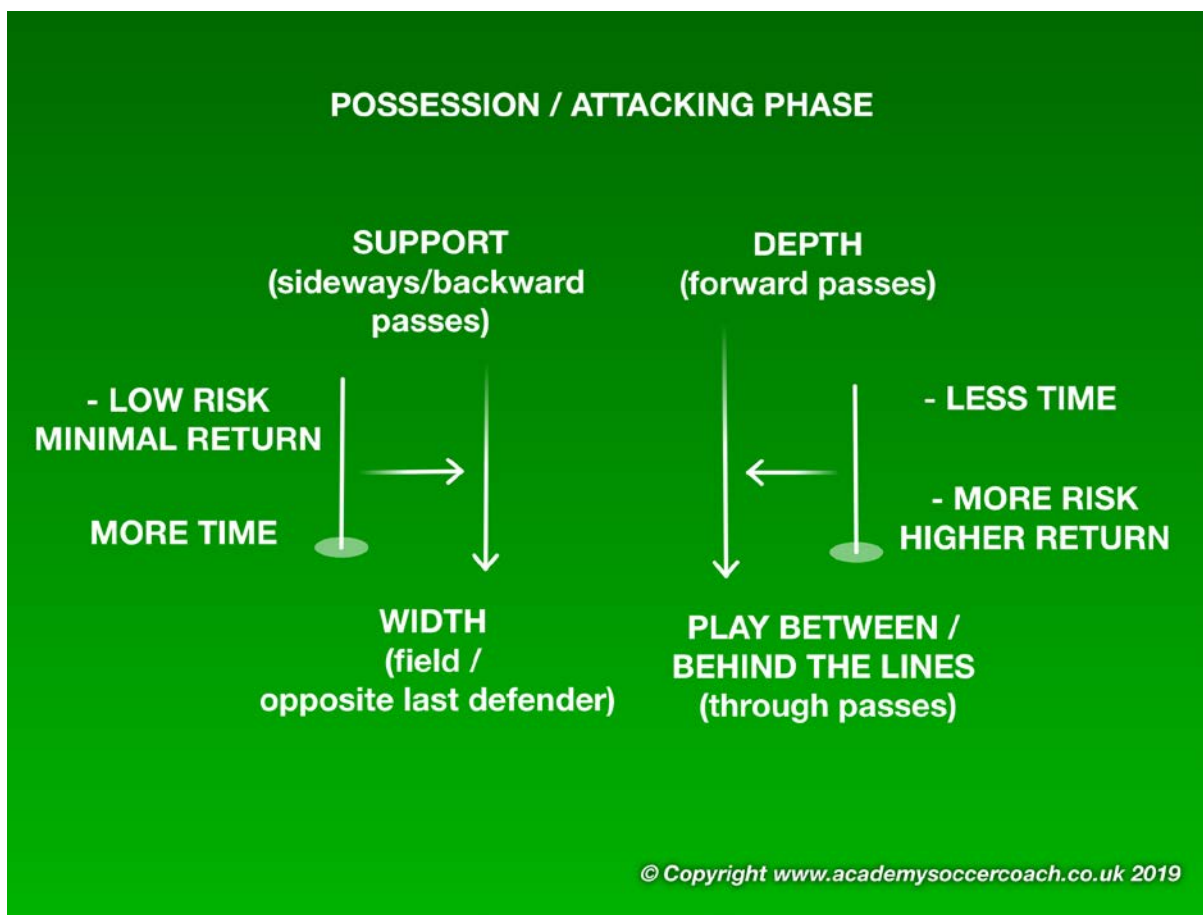 POSSESSION / ATTACKING PHASE
SUPPORT
(sideways/backward
passes)
DEPTH
(forward passes)
- LOW RISK
MINIMAL RETURN
MORE TIME
- LESS TIME
- MORE RISK
HIGHER RETURN
WIDTH
(field /
opposite last defender)
PLAY BETWEEN /
BEHIND THE LINES
(through passes)
© Copyright www.academysoccercoach.co.uk 2019